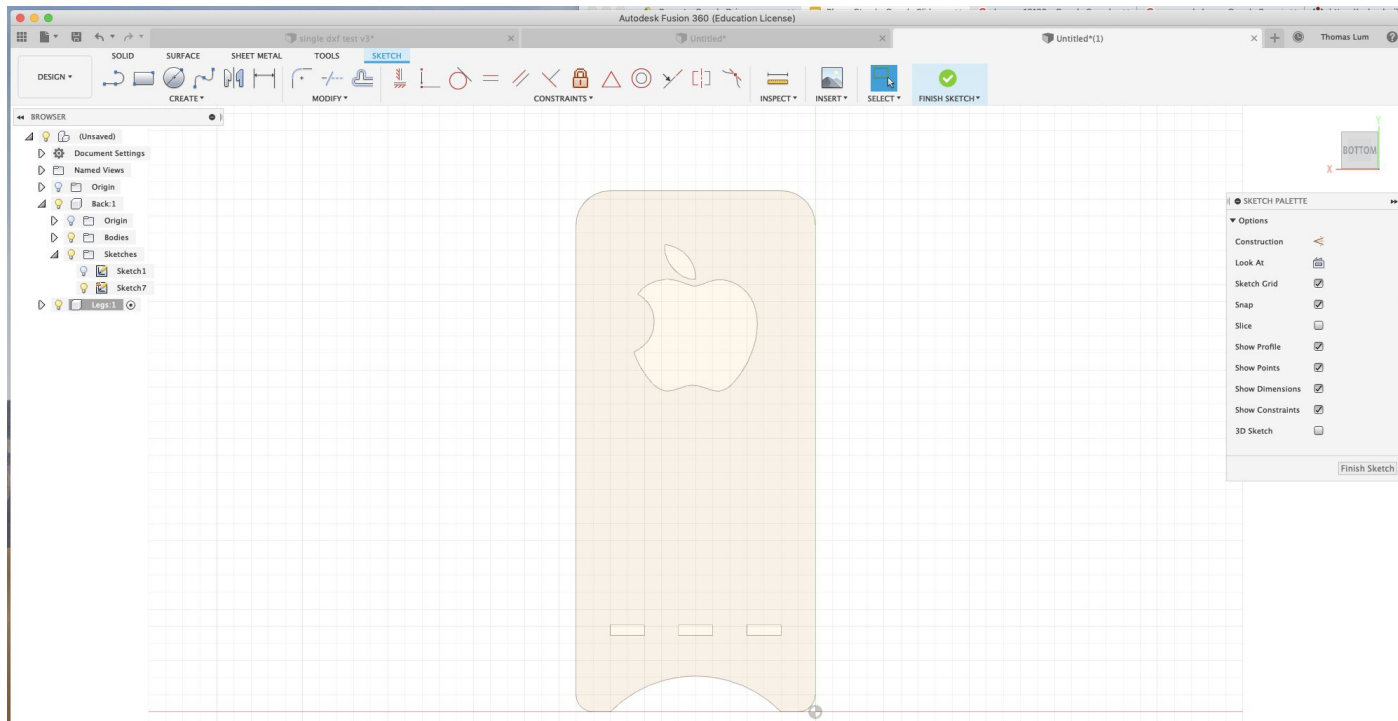 Autodesk Fusion 360 (Education License)
single dxf test v3*
Untitled*
Untitled*(1)
Thomas Lum
SOLID SURFACE SHEET METAL TOOLS SKETCH
DESIGN
CREATE MODIFY CONSTRAINTS INSPECT INSERT SELECT FINISH SKETCH
BROWSER
(Unsaved)
Document Settings
Named Views
Origin
Back:1
Origin
Bodies
Sketches
Sketch1
Sketch7
Legs:1
Y
BOTTOM
X
SKETCH PALETTE
Options
Construction
Look At
Sketch Grid
Snap
Slice
Show Profile
Show Points
Show Dimensions
Show Constraints
3D Sketch
Finish Sketch